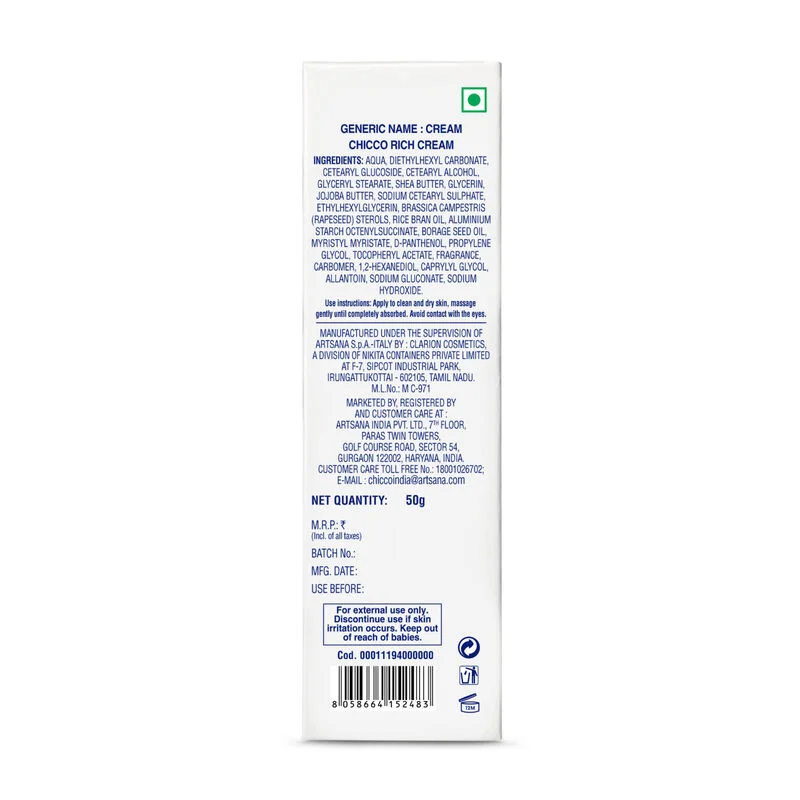 GENERIC NAME : CREAM
CHICCO RICH CREAM
INGREDIENTS: AQUA, DIETHYLHEXYL CARBONATE,
CETEARYL GLUCOSIDE, CETEARYL ALCOHOL,
GLYCERYL STEARATE, SHEA BUTTER, GLYCERIN,
JOJOBA BUTTER, SODIUM CETEARYL SULPHATE,
ETHYLHEXYLGLYCERIN, BRASSICA CAMPESTRIS
(RAPESEED) STEROLS, RICE BRAN OIL, ALUMINIUM
STARCH OCTENYLSUCCINATE, BORAGE SEED OIL,
MYRISTYL MYRISTATE, D-PANTHENOL, PROPYLENE
GLYCOL, TOCOPHERYL ACETATE, FRAGRANCE,
CARBOMER, 1,2-HEXANEDIOL, CAPRYLYL GLYCOL,
ALLANTOIN, SODIUM GLUCONATE, SODIUM
HYDROXIDE.
Use instructions: Apply to clean and dry skin, massage
gently until completely absorbed. Avoid contact with the eyes.
MANUFACTURED UNDER THE SUPERVISION OF
ARTSANA S.p.A.-ITALY BY : CLARION COSMETICS,
A DIVISION OF NIKITA CONTAINERS PRIVATE LIMITED
AT F-7, SIPCOT INDUSTRIAL PARK,
IRUNGATTUKOTTAI - 602105, TAMIL NADU.
M.L.No.: M C-971
MARKETED BY, REGISTERED BY
AND CUSTOMER CARE AT :
ARTSANA INDIA PVT. LTD., 7TH FLOOR,
PARAS TWIN TOWERS,
GOLF COURSE ROAD, SECTOR 54,
GURGAON 122002, HARYANA, INDIA.
CUSTOMER CARE TOLL FREE No.: 18001026702;
E-MAIL : chiccoindia@artsana.com
NET QUANTITY: 50g
M.R.P.: ₹
(Incl. of all taxes)
BATCH No.:
MFG. DATE:
USE BEFORE:
For external use only.
Discontinue use if skin
irritation occurs. Keep out
of reach of babies.
Cod. 00011194000000
8 058664 152483
12M